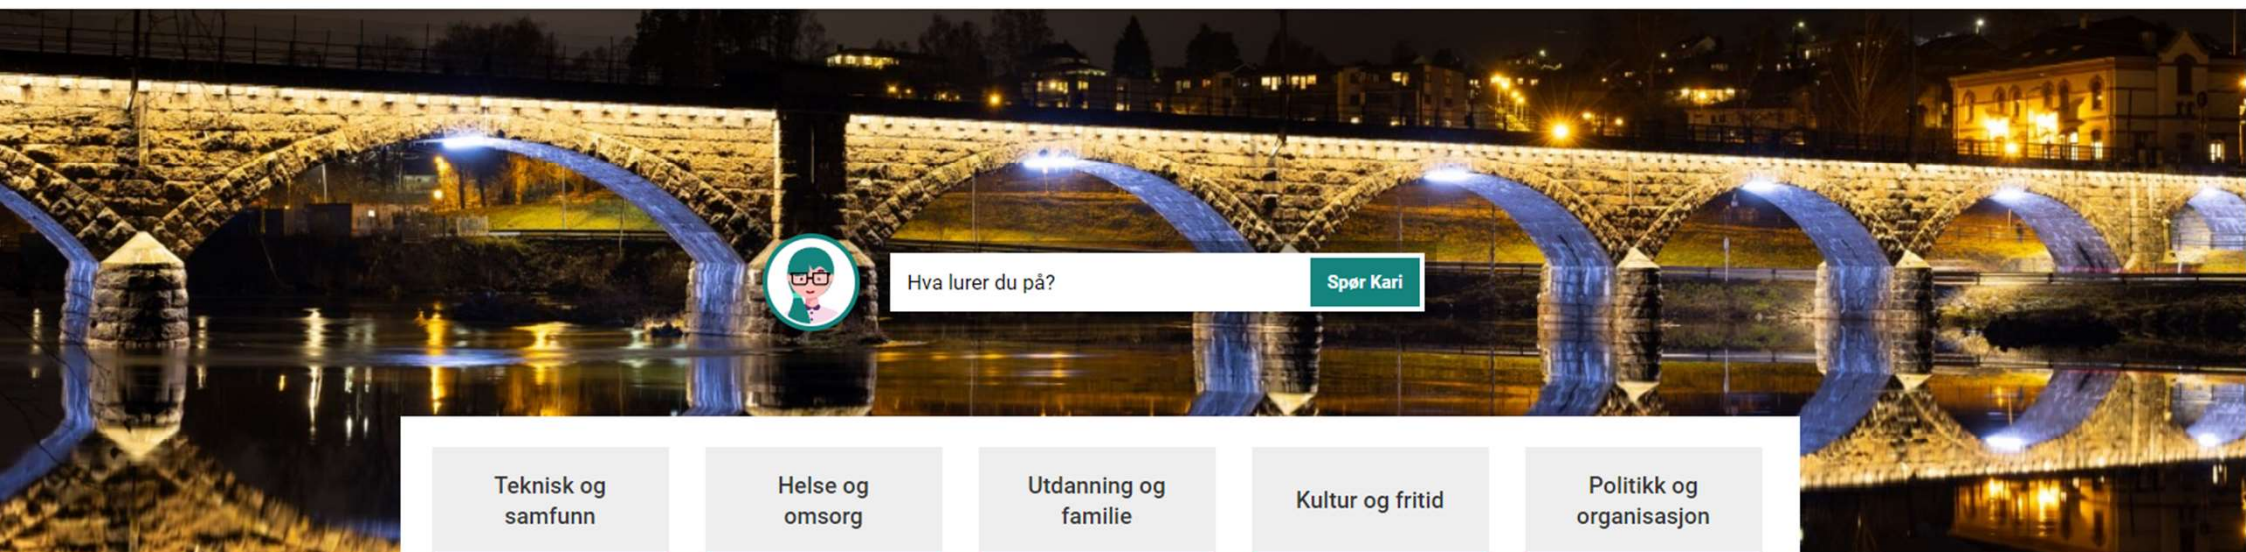 Hva lurer du på?
Spør Kari
Teknisk og
samfunn
Helse og
omsorg
Utdanning og
familie
Kultur og fritid
Politikk og
organisasjon